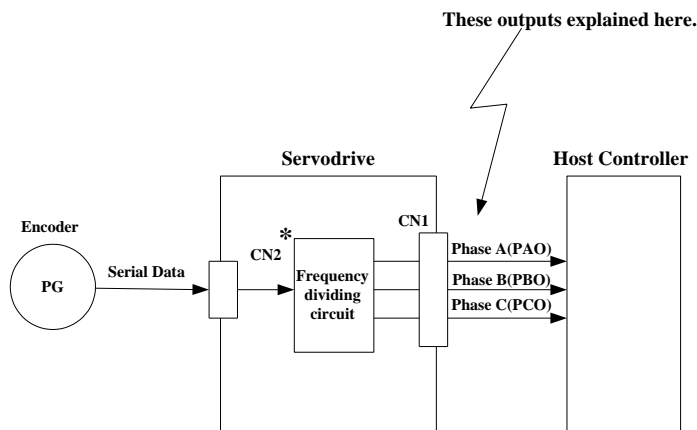 These outputs explained here.
Servodrive
Host Controller
Encoder
PG
Serial Data
CN2
*
Frequency
dividing
circuit
CN1
Phase A(PAO)
Phase B(PBO)
Phase C(PCO)